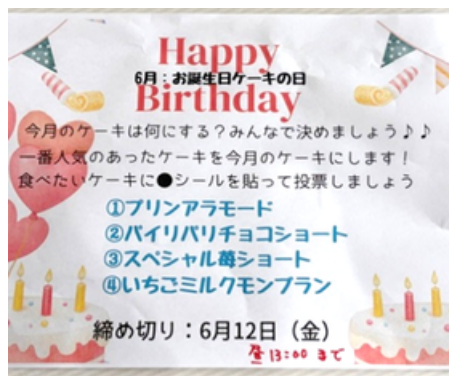 Happy
6月：お誕生日ケーキの日
Birthday
今月のケーキは何にする？みんなで決めましょう♪♪
一番人気のあったケーキを今月のケーキにします！
食べたいケーキに●シールを貼って投票しましょう
①プリンアラモード
②パイリパリチョコショート
③スペシャル苺ショート
④いちごミルクモンブラン
締め切り：6月12日（金）
昼13:00 まで